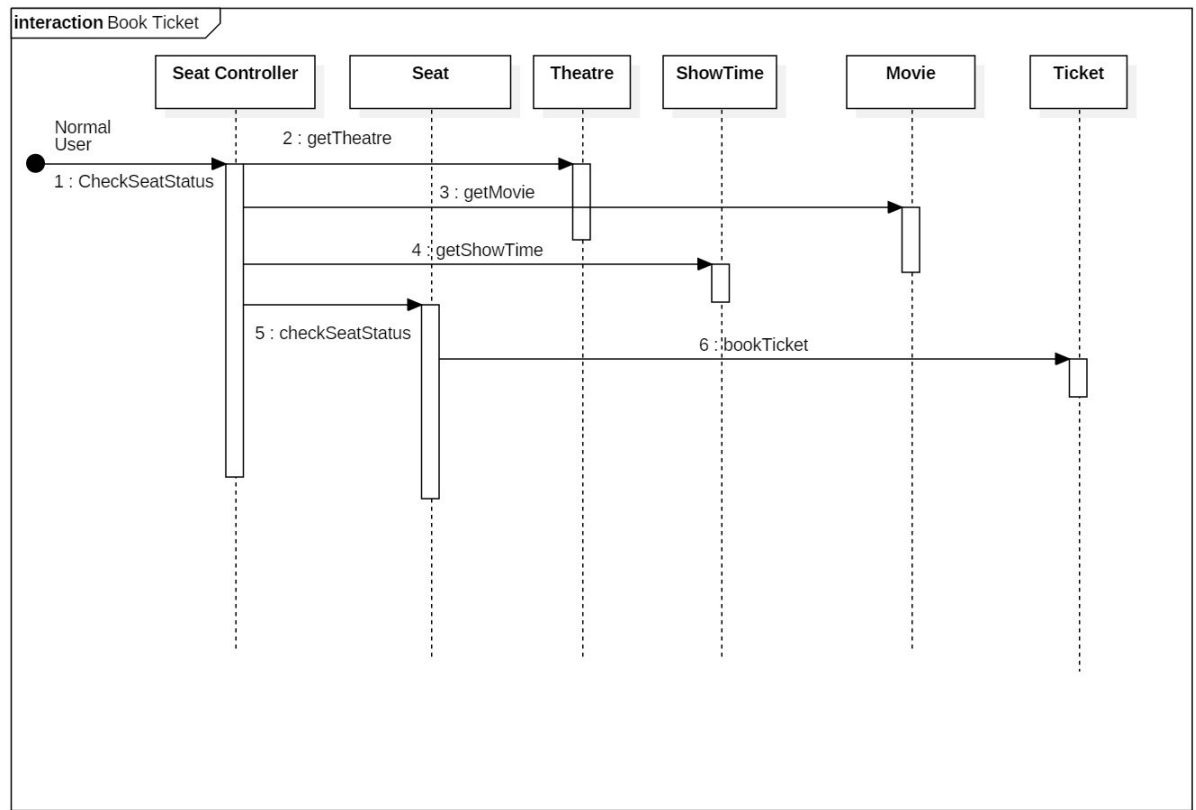 interaction Book Ticket
Seat Controller
Seat
Theatre
ShowTime
Movie
Ticket
Normal
User
2 : getTheatre
1 : CheckSeatStatus
3 : getMovie
4 : getShowTime
5 : checkSeatStatus
6 : bookTicket